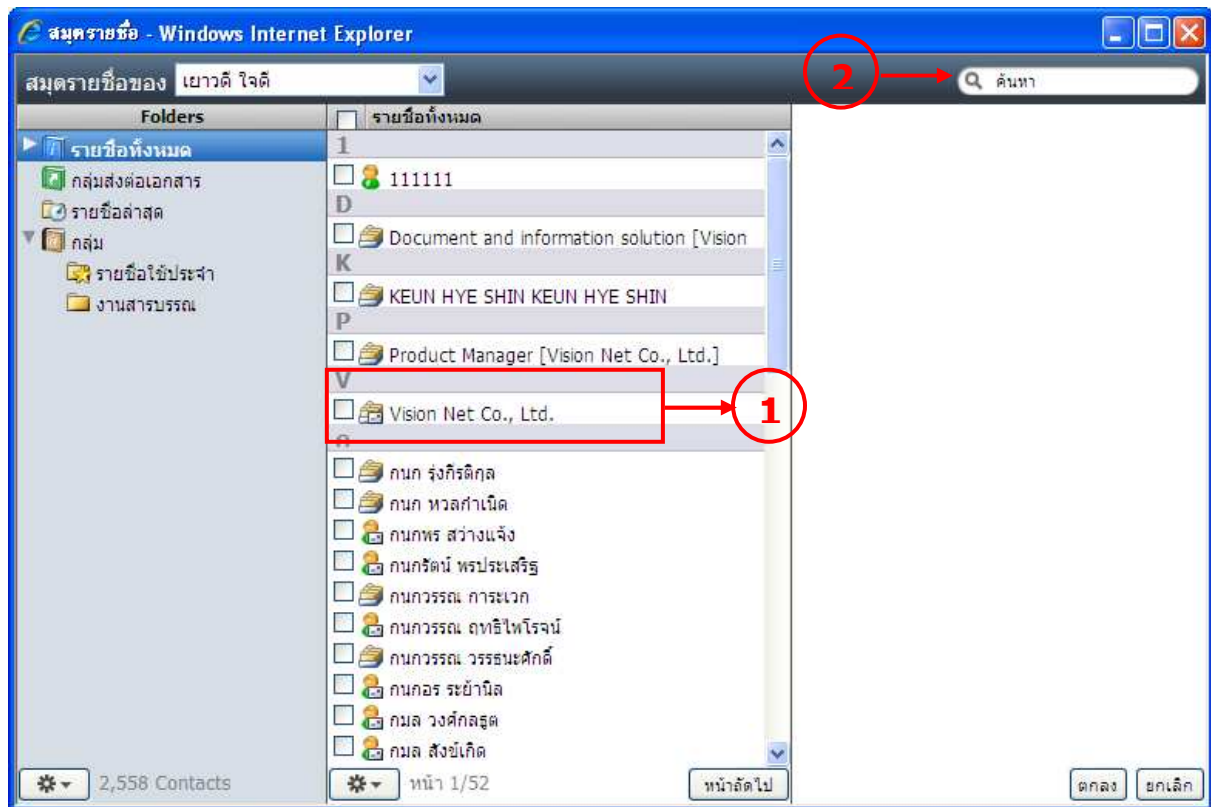 สมุดรายชื่อ - Windows Internet Explorer
สมุดรายชื่อของ เยาวดี ใจดี
2
ค้นหา
Folders
รายชื่อทั้งหมด
กลุ่มส่งต่อเอกสาร
รายชื่อล่าสุด
กลุ่ม
รายชื่อใช้ประจำ
งานสารบรรณ
2,558 Contacts
รายชื่อทั้งหมด
1
111111
D
Document and information solution [Vision
K
KEUN HYE SHIN KEUN HYE SHIN
P
Product Manager [Vision Net Co., Ltd.]
V
Vision Net Co., Ltd.
1
ก
กนก รุ่งกีรติกุล
กนก หวลกำเนิด
กนกพร สว่างแจ้ง
กนกรัตน์ พรประเสริฐ
กนกวรรณ การะเวก
กนกวรรณ ฤทธิไพโรจน์
กนกวรรณ วรรธนะศักดิ์
กนกอร ระย้านิล
กมล วงศ์กลธูต
กมล สังข์เกิด
หน้า 1/52
หน้าถัดไป
ตกลง
ยกเลิก